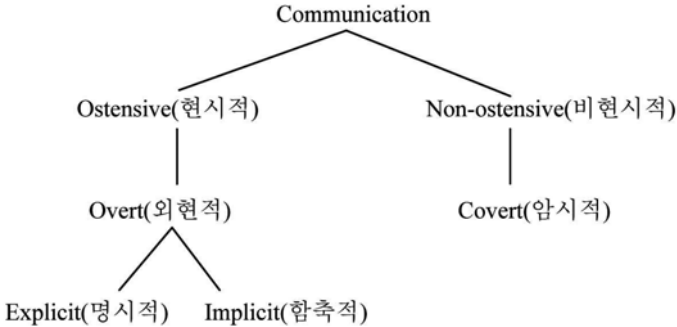 Communication
Ostensive(현시적)
Non-ostensive(비현시적)
Overt(외현적)
Covert(암시적)
Explicit(명시적)
Implicit(함축적)